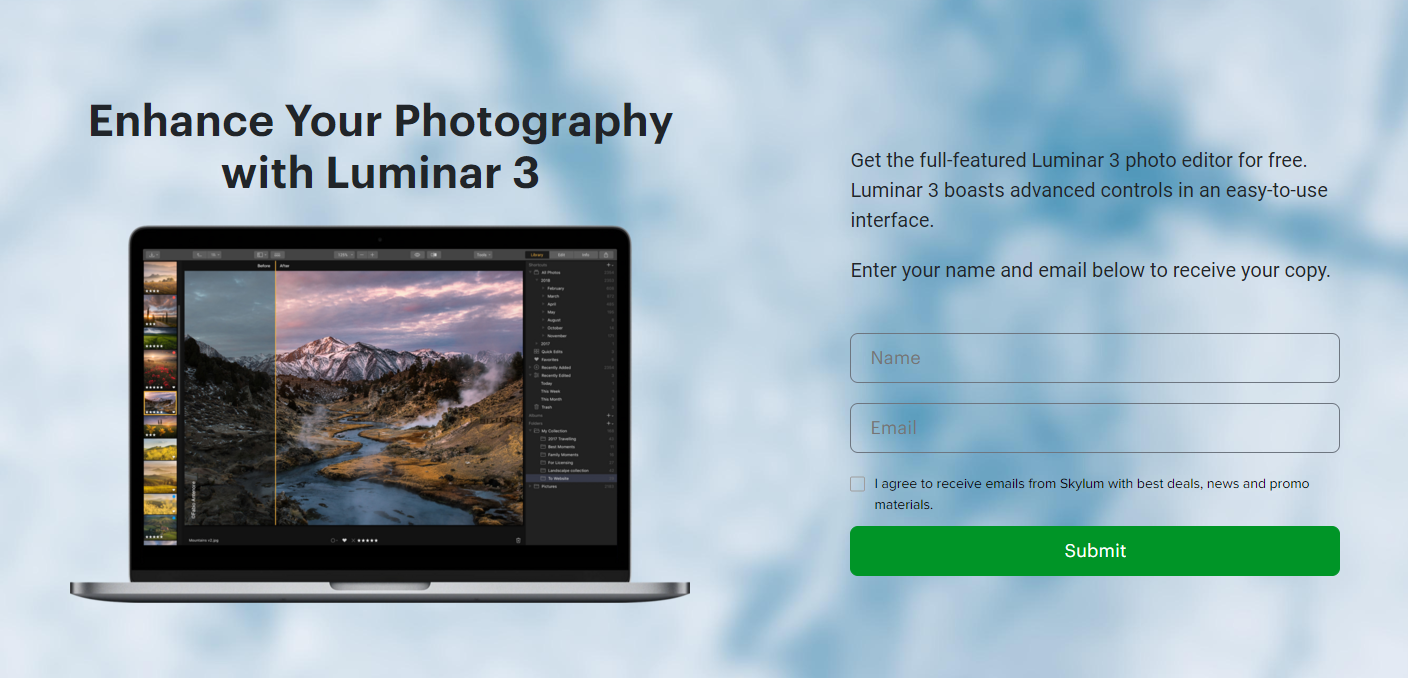 Enhance Your Photography
with Luminar 3
Before
After
Library
Edit
Info
Shortcuts
All Photos
2018
February
March
April
May
August
October
November
2017
Quick Edits
Favorites
Recently Added
Recently Edited
Today
This Week
This Month
Trash
Albums
Folders
My Collection
2017 Travelling
Best Moments
Family Moments
For Licensing
Landscape collection
To Website
Pictures
Get the full-featured Luminar 3 photo editor for free.
Luminar 3 boasts advanced controls in an easy-to-use
interface.
Enter your name and email below to receive your copy.
Name
Email
I agree to receive emails from Skylum with best deals, news and promo
materials.
Submit